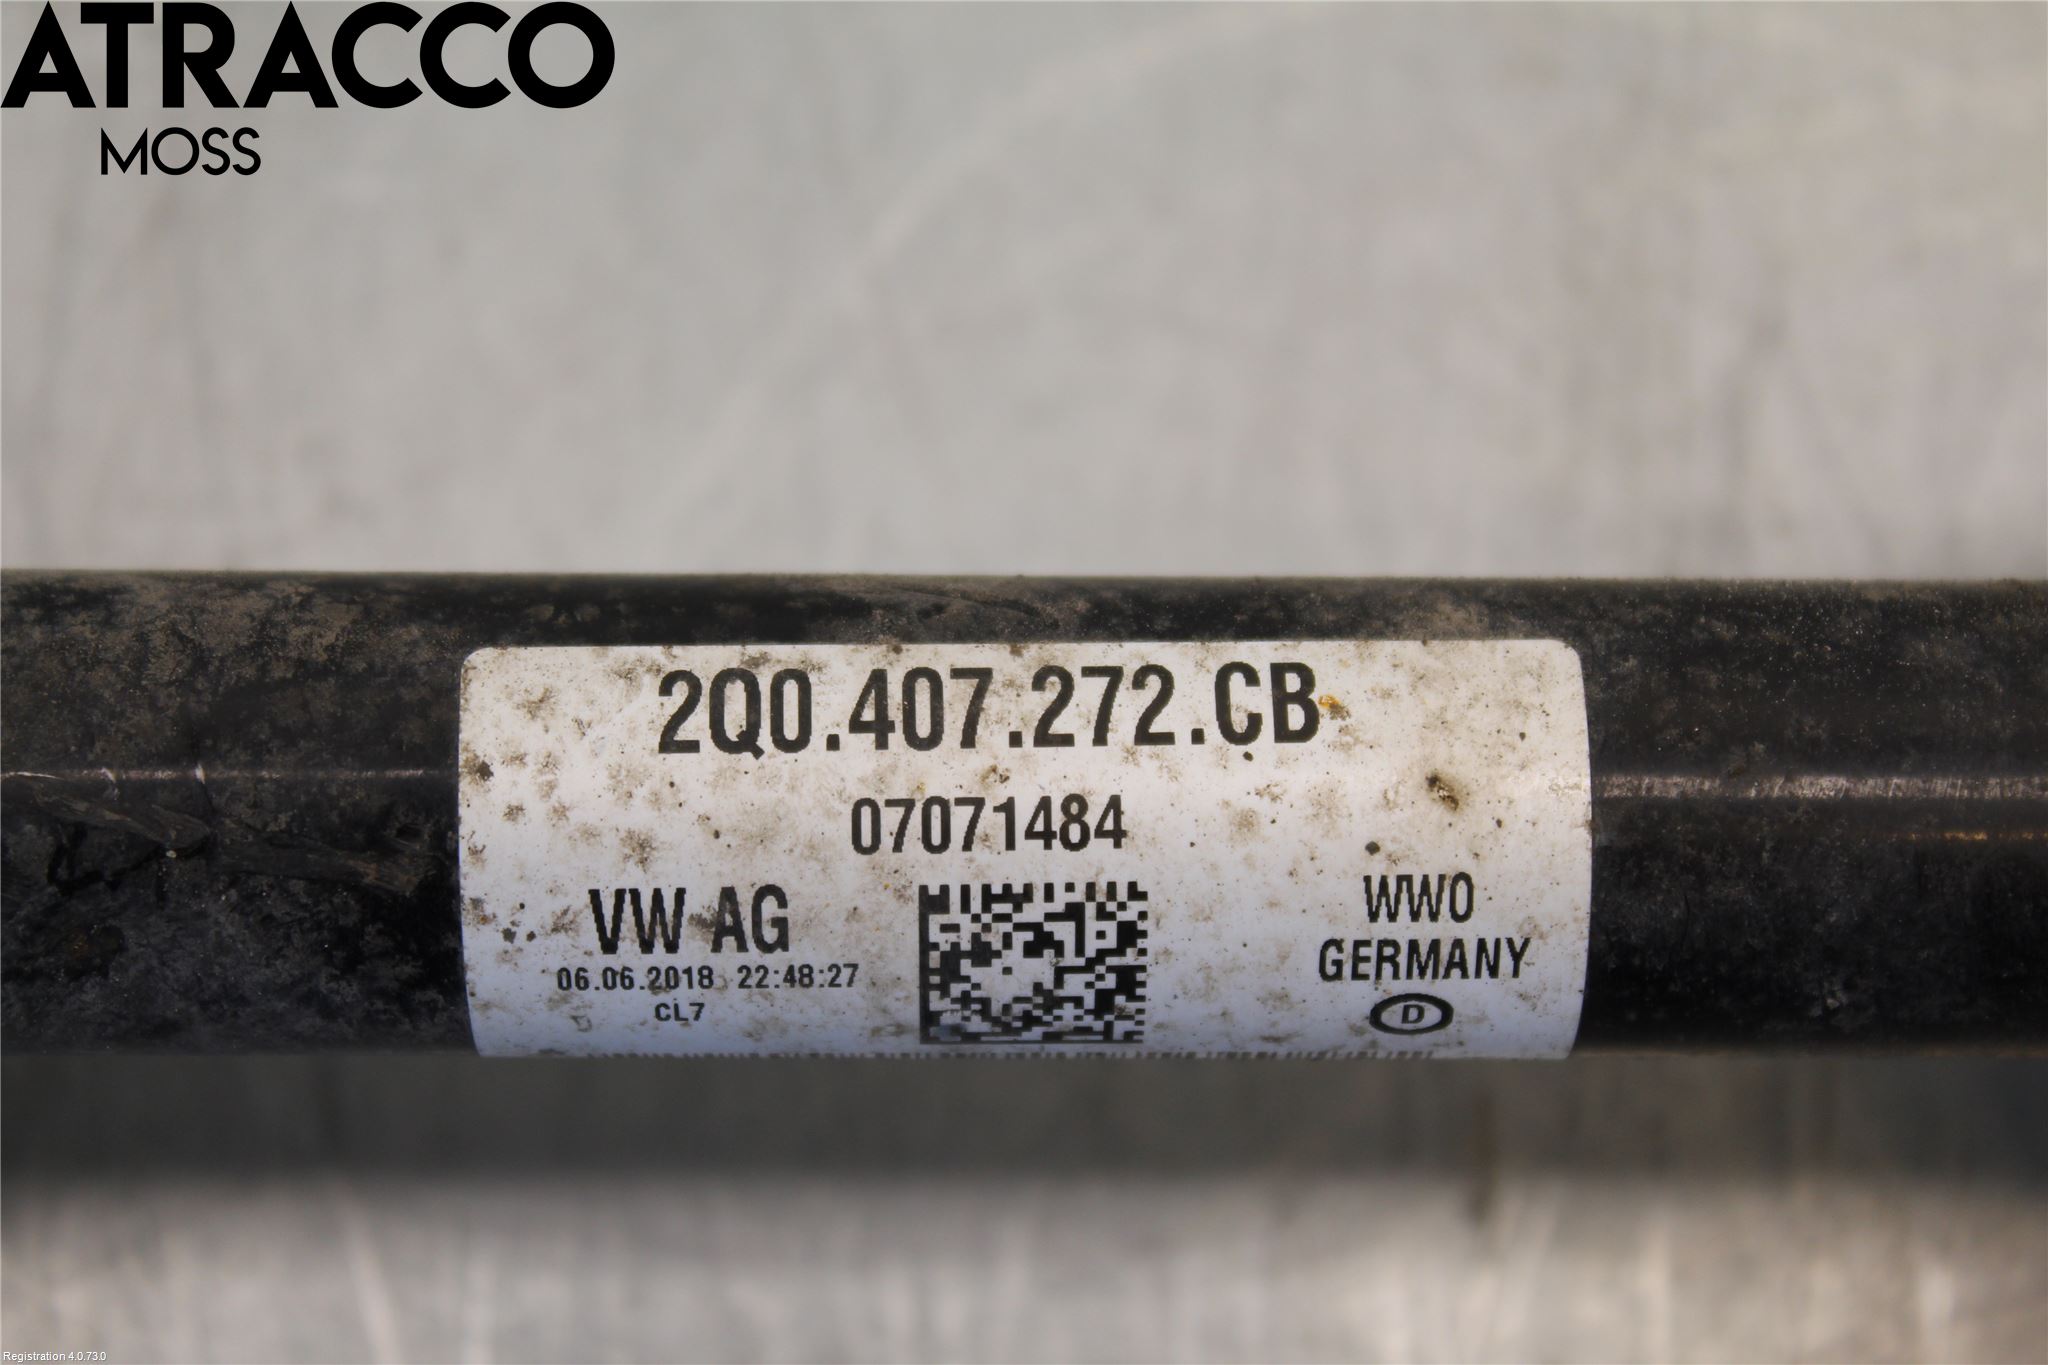 ATRACCO
MOSS
2Q0.407.272.CB
07071484
VW AG
06.06.2018 22:48:27
CL7
WWO
GERMANY
D
Registration 4.0.73.0